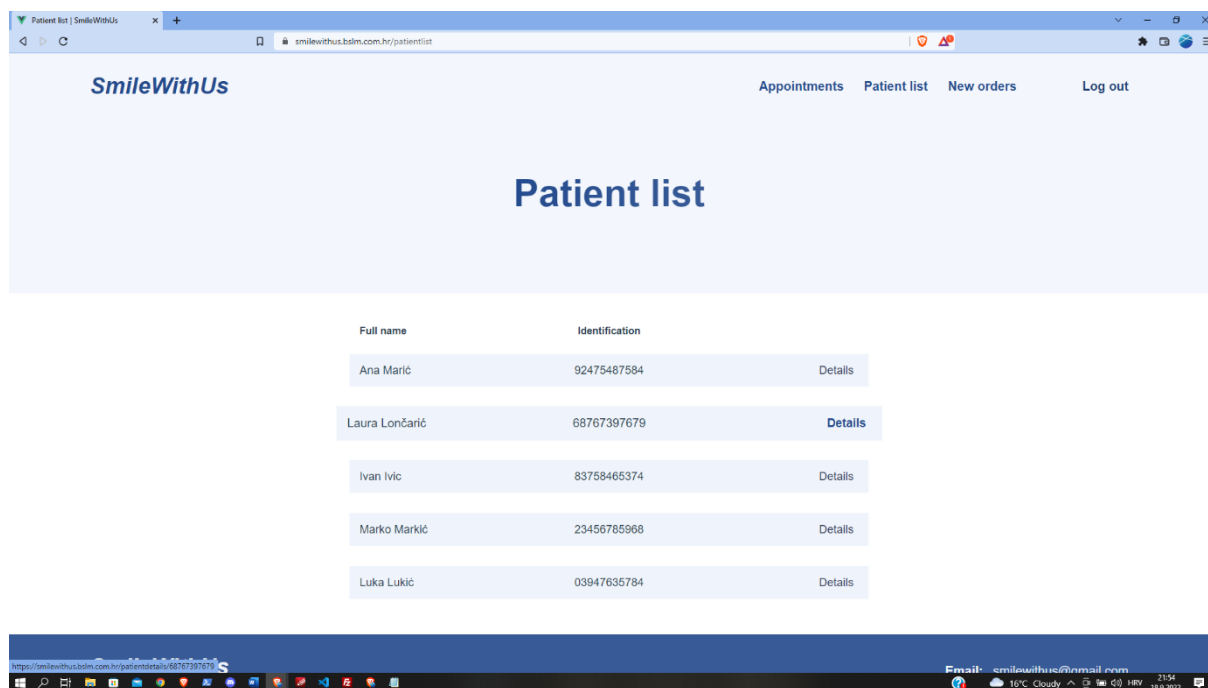 Patient list | SmileWithUs
smilewithus.bslm.com.hr/patientlist
SmileWithUs
Appointments Patient list New orders Log out
Patient list
Full name Identification
Ana Marić 92475487584 Details
Laura Lončarić 68767397679 Details
Ivan Ivic 83758465374 Details
Marko Markić 23456785968 Details
Luka Lukić 03947635784 Details
Email: smilewithus@gmail.com
https://smilewithus.bslm.com.hr/patientdetails/68767397679
16°C Cloudy HRV 21:54